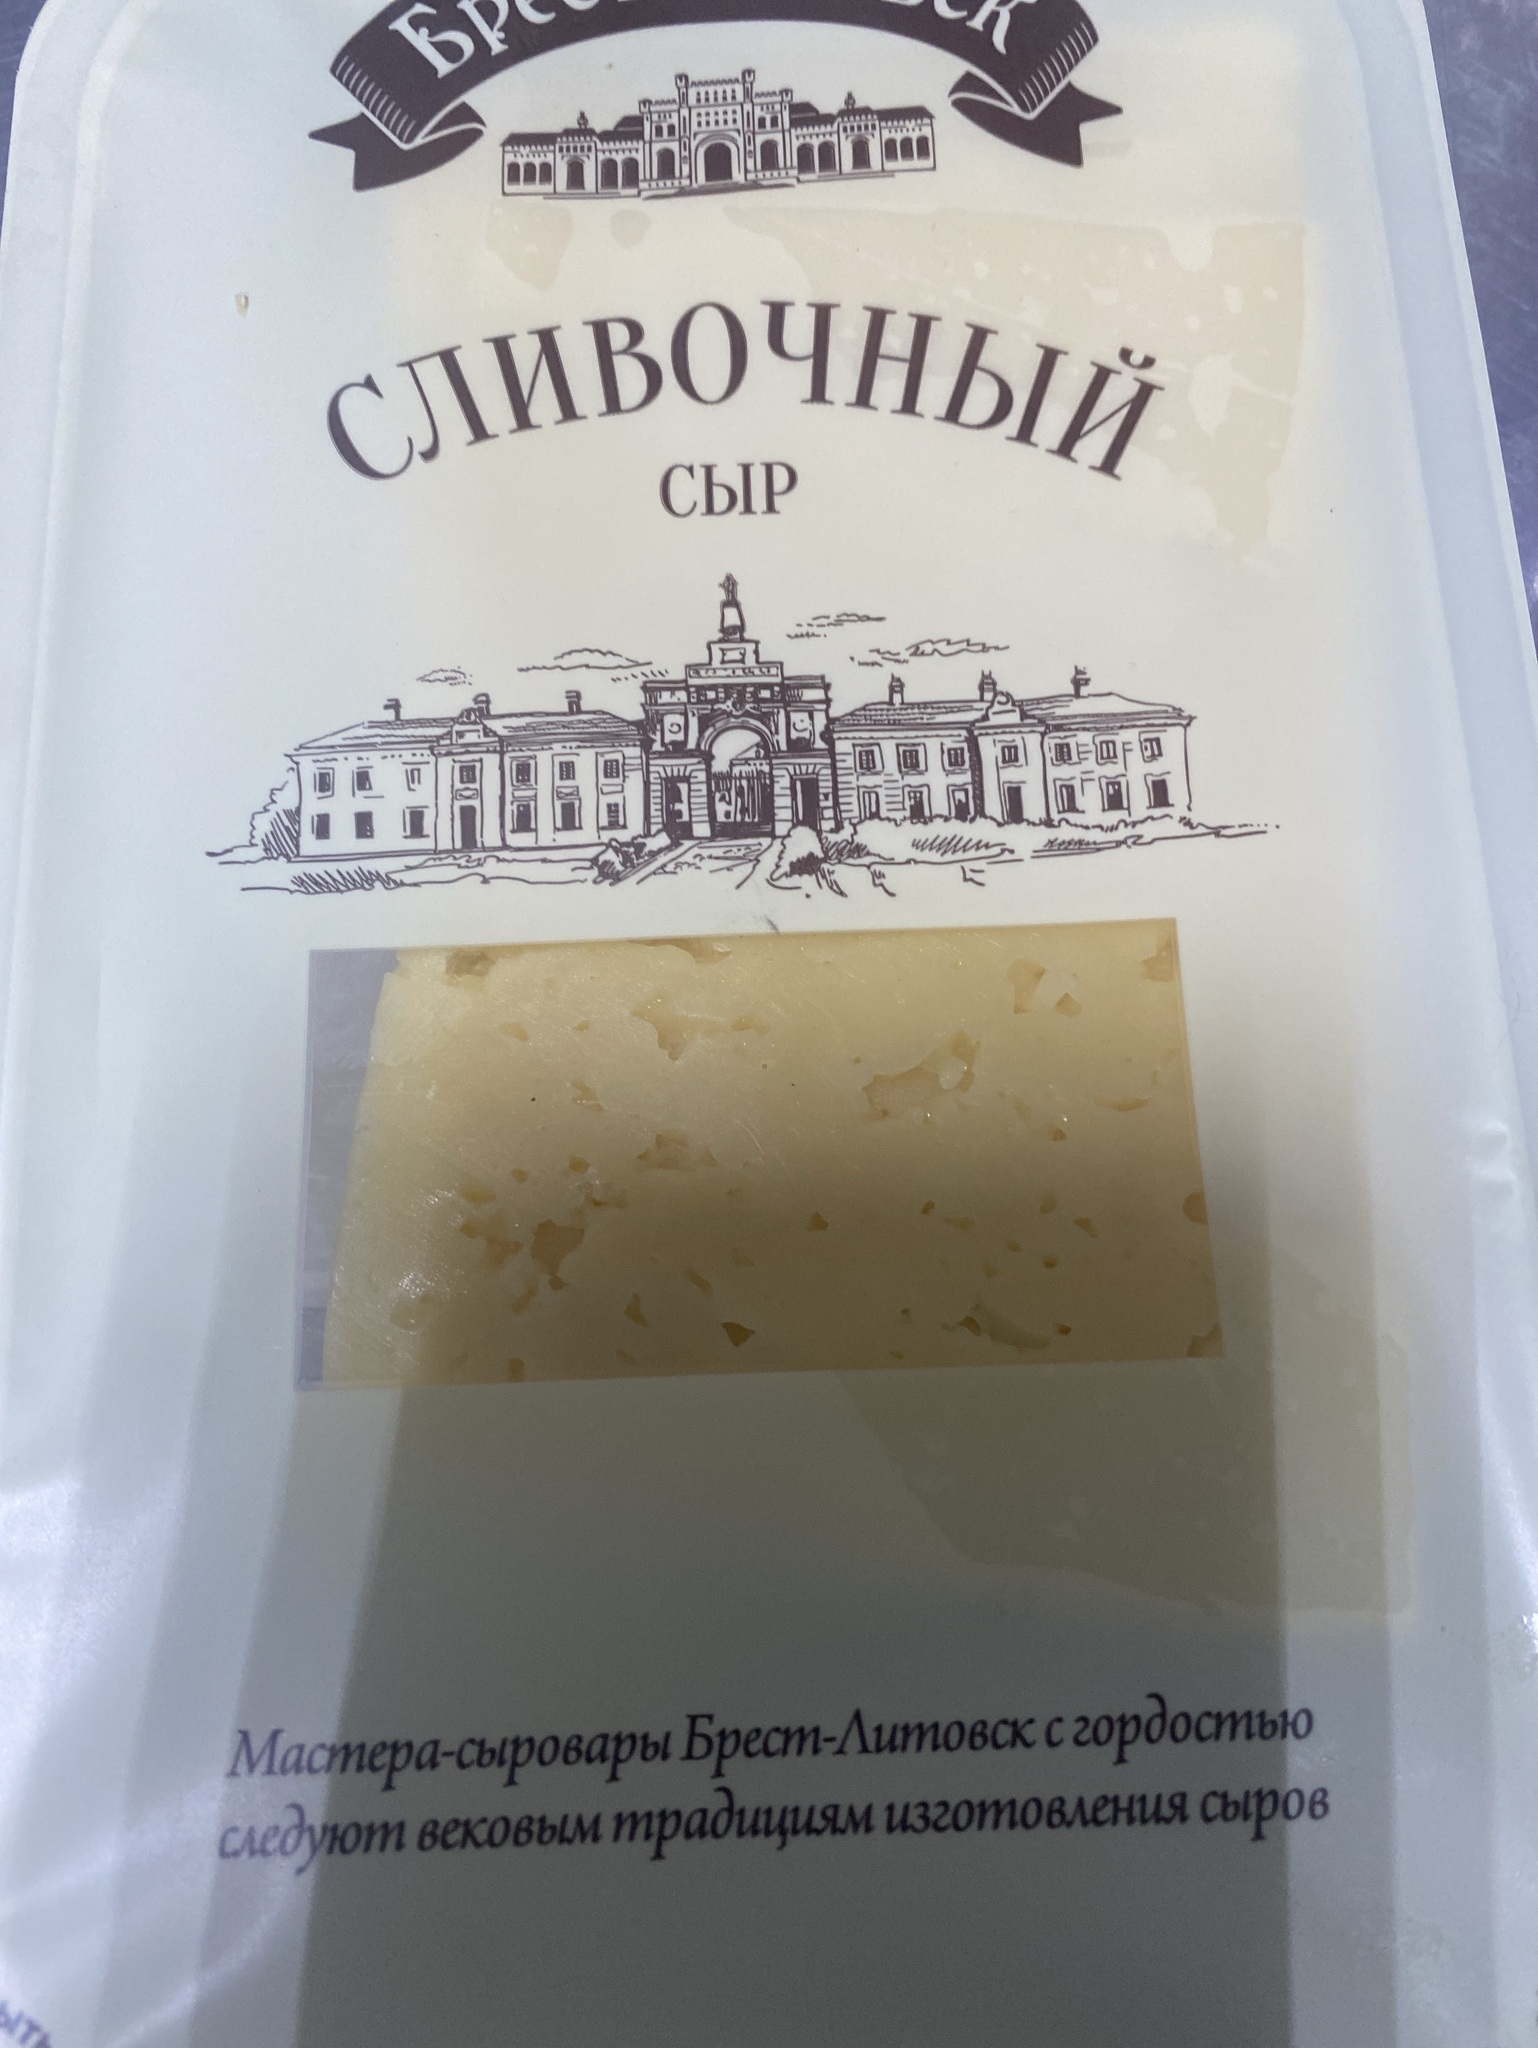 СЛИВОЧНЫЙ
СЫР
Мастера-сыровары Брест-Литовск с гордостью
следуют вековым традициям изготовления сыров